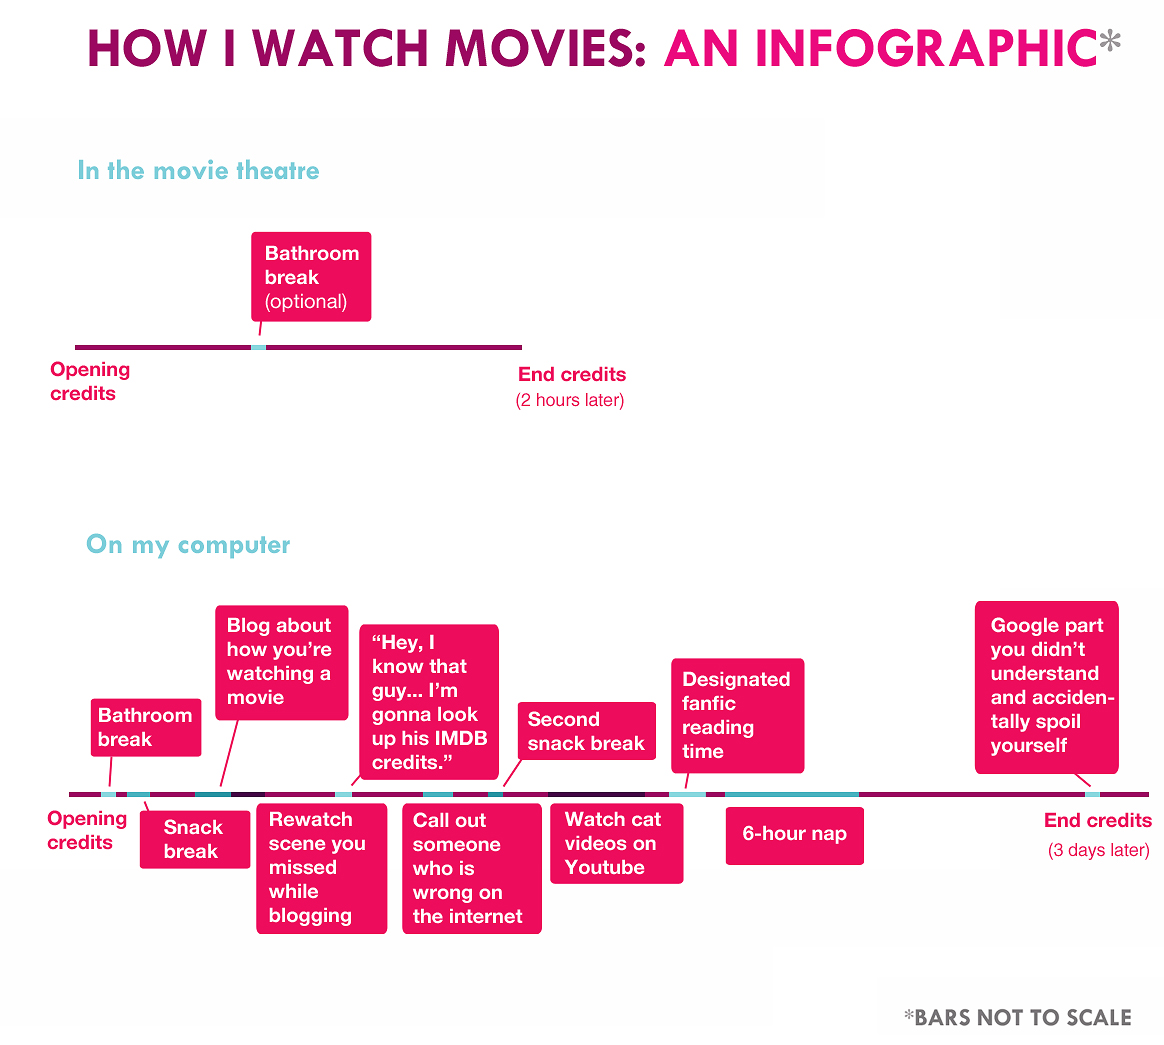 HOW I WATCH MOVIES: AN INFOGRAPHIC*
In the movie theatre
Bathroom
break
(optional)
Opening
credits
End credits
(2 hours later)
On my computer
Bathroom
break
Snack
break
Blog about
how you’re
watching a
movie
Rewatch
scene you
missed
while
blogging
“Hey, I
know that
guy... I’m
gonna look
up his IMDB
credits.”
Call out
someone
who is
wrong on
the internet
Second
snack break
Watch cat
videos on
Youtube
Designated
fanfic
reading
time
6-hour nap
Google part
you didn’t
understand
and acciden-
tally spoil
yourself
Opening
credits
End credits
(3 days later)
*BARS NOT TO SCALE